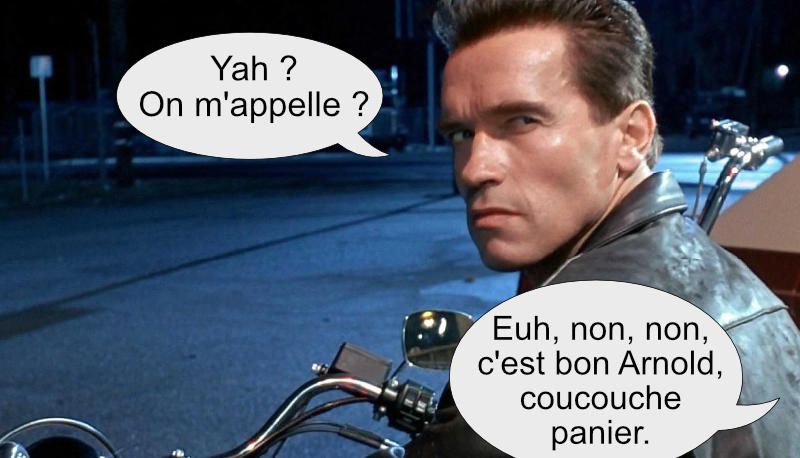 Yah ?
On m'appelle ?
Euh, non, non,
c'est bon Arnold,
coucouche
panier.